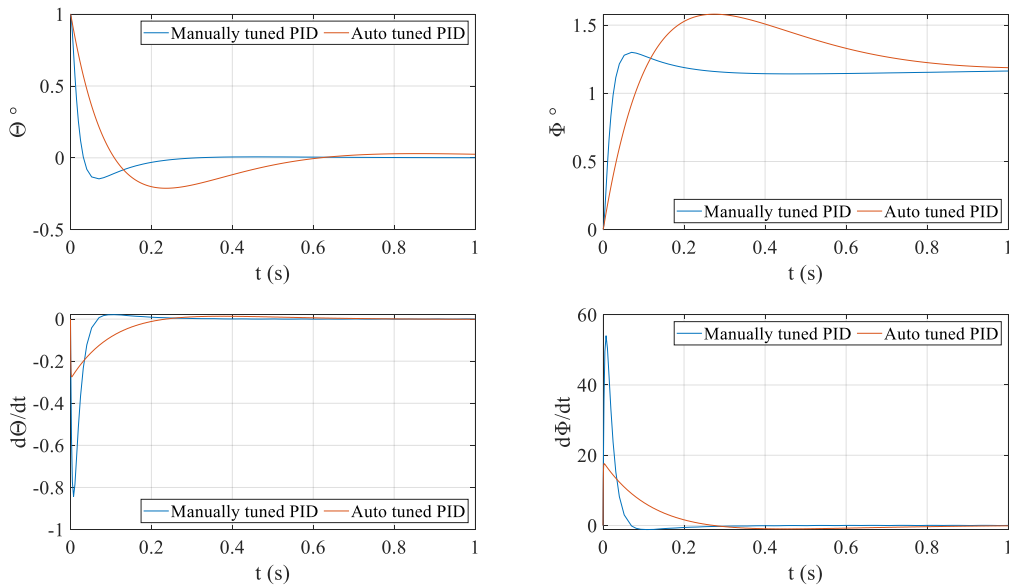 1
0.5
0
-0.5
Θ °
Manually tuned PID Auto tuned PID
0 0.2 0.4 0.6 0.8 1
t (s)
1.5
1
0.5
0
Φ °
Manually tuned PID Auto tuned PID
0 0.2 0.4 0.6 0.8 1
t (s)
0
-0.2
-0.4
-0.6
-0.8
-1
dΘ/dt
Manually tuned PID Auto tuned PID
0 0.2 0.4 0.6 0.8 1
t (s)
60
40
20
0
dΦ/dt
Manually tuned PID Auto tuned PID
0 0.2 0.4 0.6 0.8 1
t (s)